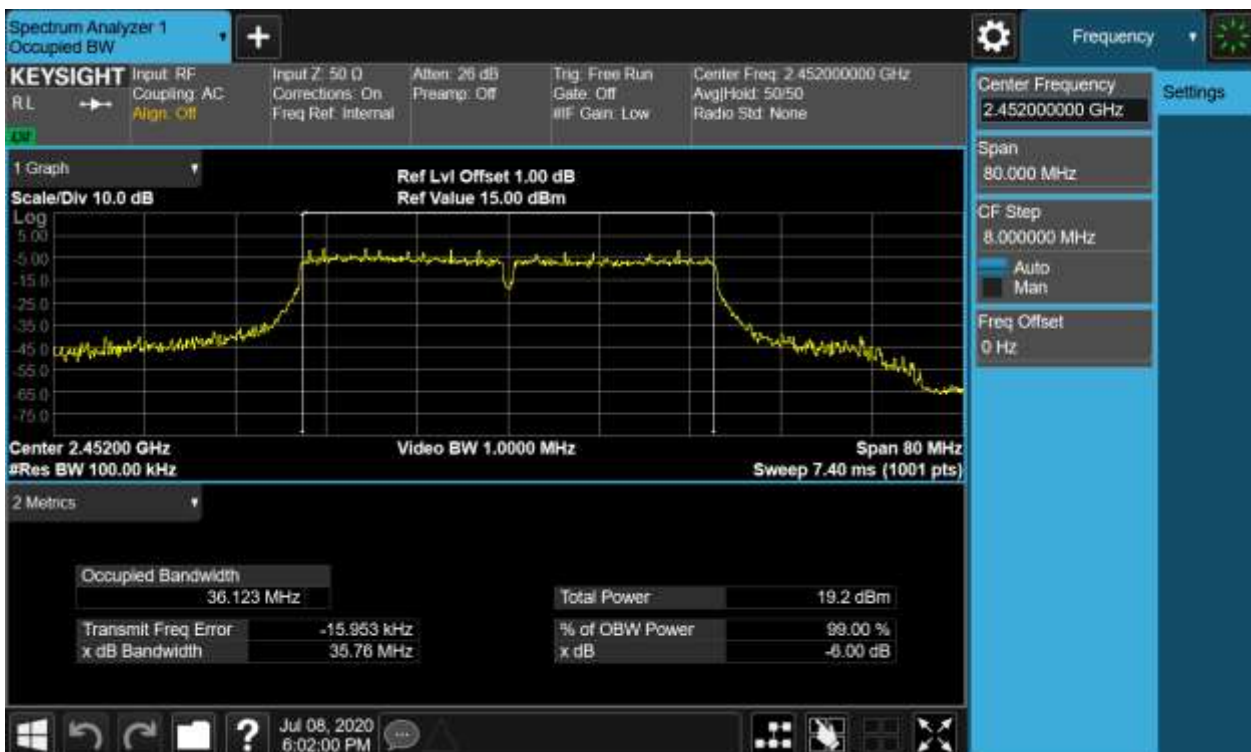 Spectrum Analyzer 1
Occupied BW
+
Frequency
KEYSIGHT
RL
Input: RF
Coupling: AC
Align: Off
Input Z: 50 Ω
Corrections: On
Freq Ref: Internal
Atten: 26 dB
Preamp: Off
Trig: Free Run
Gate: Off
#IF Gain: Low
Center Freq: 2.452000000 GHz
Avg|Hold: 50/50
Radio Std: None
Center Frequency
2.452000000 GHz
Settings
Span
80.000 MHz
CF Step
8.000000 MHz
Auto
Man
Freq Offset
0 Hz
1 Graph
Scale/Div 10.0 dB
Ref Lvl Offset 1.00 dB
Ref Value 15.00 dBm
Log
5.00
-5.00
-15.0
-25.0
-35.0
-45.0
-55.0
-65.0
-75.0
Center 2.45200 GHz
#Res BW 100.00 kHz
Video BW 1.0000 MHz
Span 80 MHz
Sweep 7.40 ms (1001 pts)
2 Metrics
Occupied Bandwidth
36.123 MHz
Transmit Freq Error -15.953 kHz
x dB Bandwidth 35.76 MHz
Total Power 19.2 dBm
% of OBW Power 99.00 %
x dB -6.00 dB
?
Jul 08, 2020
6:02:00 PM